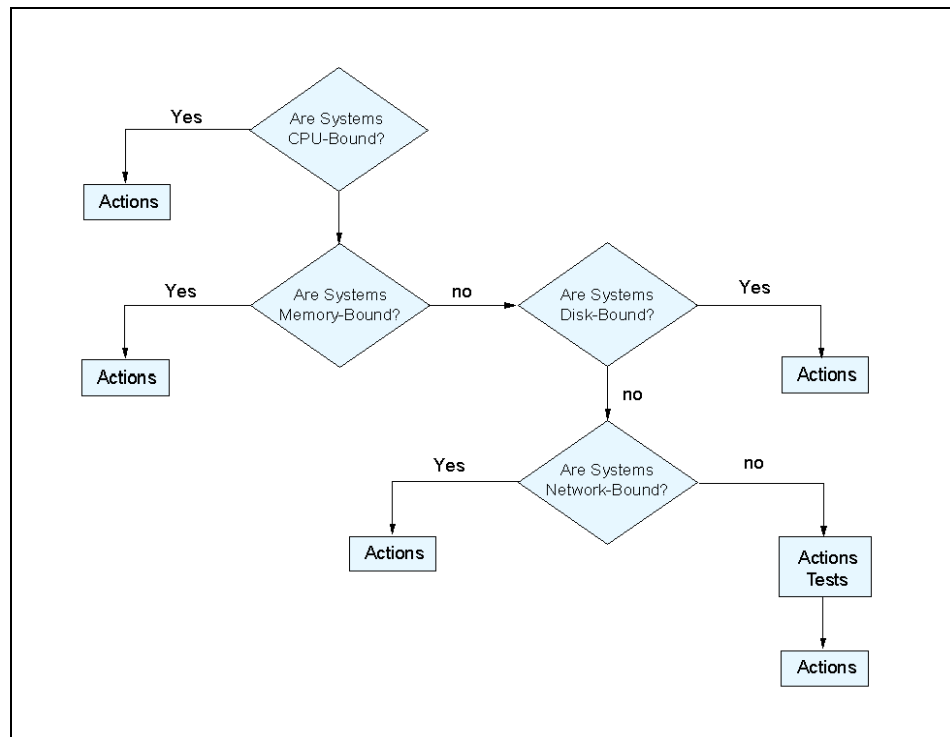 Are Systems
CPU-Bound?
Yes
Actions
Are Systems
Memory-Bound?
Yes
no
Actions
Are Systems
Disk-Bound?
Yes
Actions
no
Are Systems
Network-Bound?
Yes
no
Actions
Actions
Tests
Actions